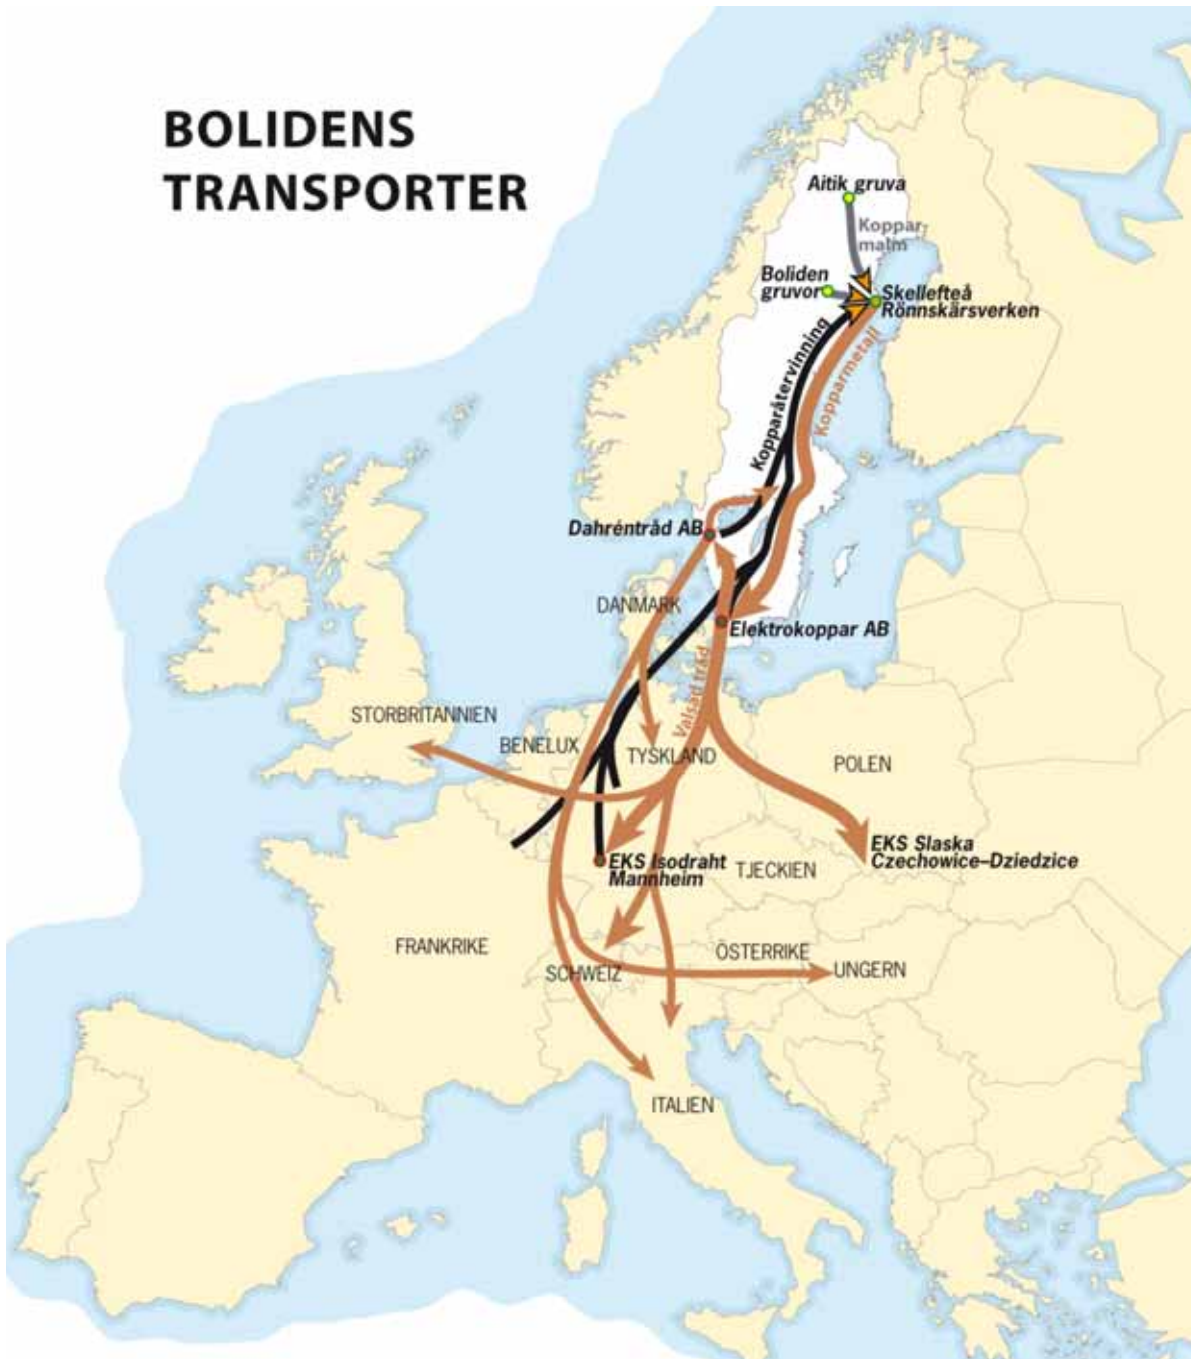 BOLIDENS
TRANSPORTER
Aitik gruva
Koppar-
malm
Boliden
gruvor
Skellefteå
Rönnskärsverken
Kopparåtervinning
Kopparmetall
Dahréntråd AB
DANMARK
Elektrokoppar AB
Valsad tråd
STORBRITANNIEN
BENELUX
TYSKLAND
POLEN
EKS Slaska
Czechowice–Dziedzice
EKS Isodraht
Mannheim
TJECKIEN
FRANKRIKE
ÖSTERRIKE
SCHWEIZ
UNGERN
ITALIEN